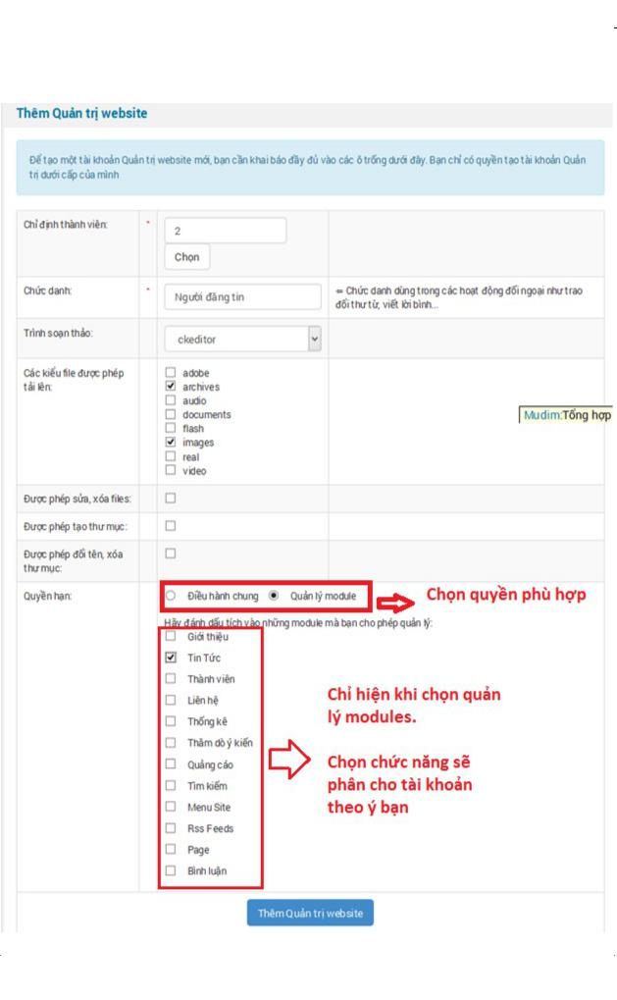 Thêm Quản trị website
Để tạo một tài khoản Quản trị website mới, bạn cần khai báo đầy đủ vào các ô trống dưới đây. Bạn chỉ có quyền tạo tài khoản Quản
trị dưới cấp của mình
Chỉ định thành viên: * 2
Chọn
Chức danh: * Người đăng tin ⇐ Chức danh dùng trong các hoạt động đối ngoại như trao
đổi thư từ, viết lời bình...
Trình soạn thảo: ckeditor
Các kiểu file được phép
tải lên:
adobe
archives
audio
documents
flash
images
real
video
Mudim:Tổng hợp
Được phép sửa, xóa files:
Được phép tạo thư mục:
Được phép đổi tên, xóa
thư mục:
Quyền hạn: Điều hành chung Quản lý module
Chọn quyền phù hợp
Hãy đánh dấu tích vào những module mà bạn cho phép quản lý:
Giới thiệu
Tin Tức
Thành viên
Liên hệ
Thống kê
Thăm dò ý kiến
Quảng cáo
Tìm kiếm
Menu Site
Rss Feeds
Page
Bình luận
Chỉ hiện khi chọn quản
lý modules.
Chọn chức năng sẽ
phân cho tài khoản
theo ý bạn
Thêm Quản trị website